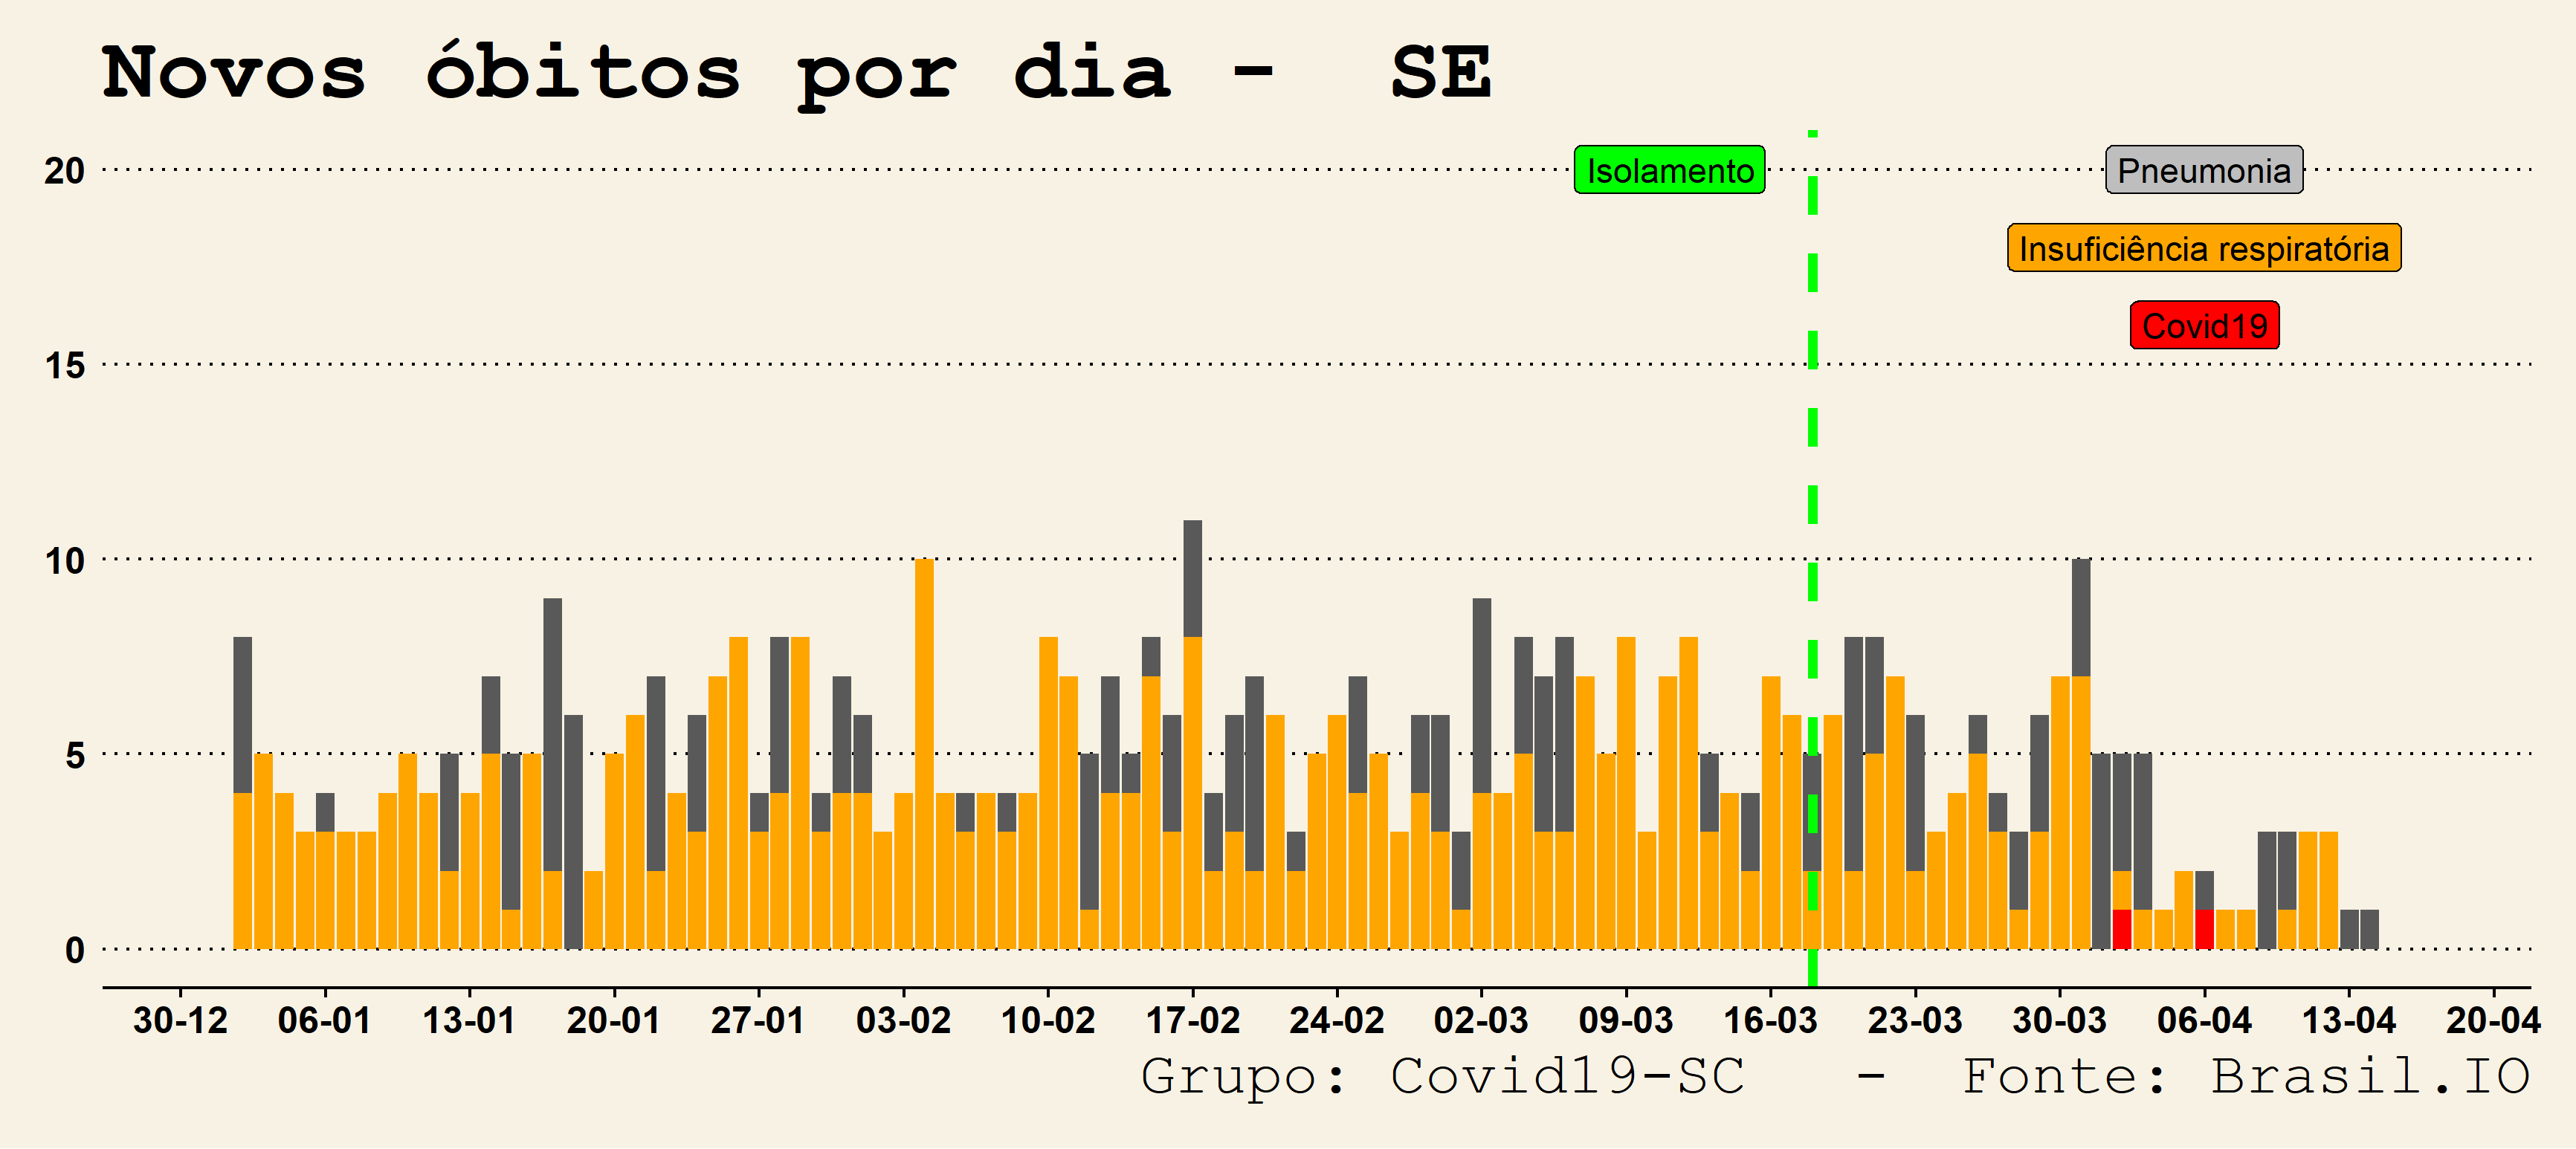 Novos óbitos por dia -  SE
20
Isolamento
Pneumonia
Insuficiência respiratória
Covid19
15
10
5
0
30-12 06-01 13-01 20-01 27-01 03-02 10-02 17-02 24-02 02-03 09-03 16-03 23-03 30-03 06-04 13-04 20-04
Grupo: Covid19-SC   -  Fonte: Brasil.IO